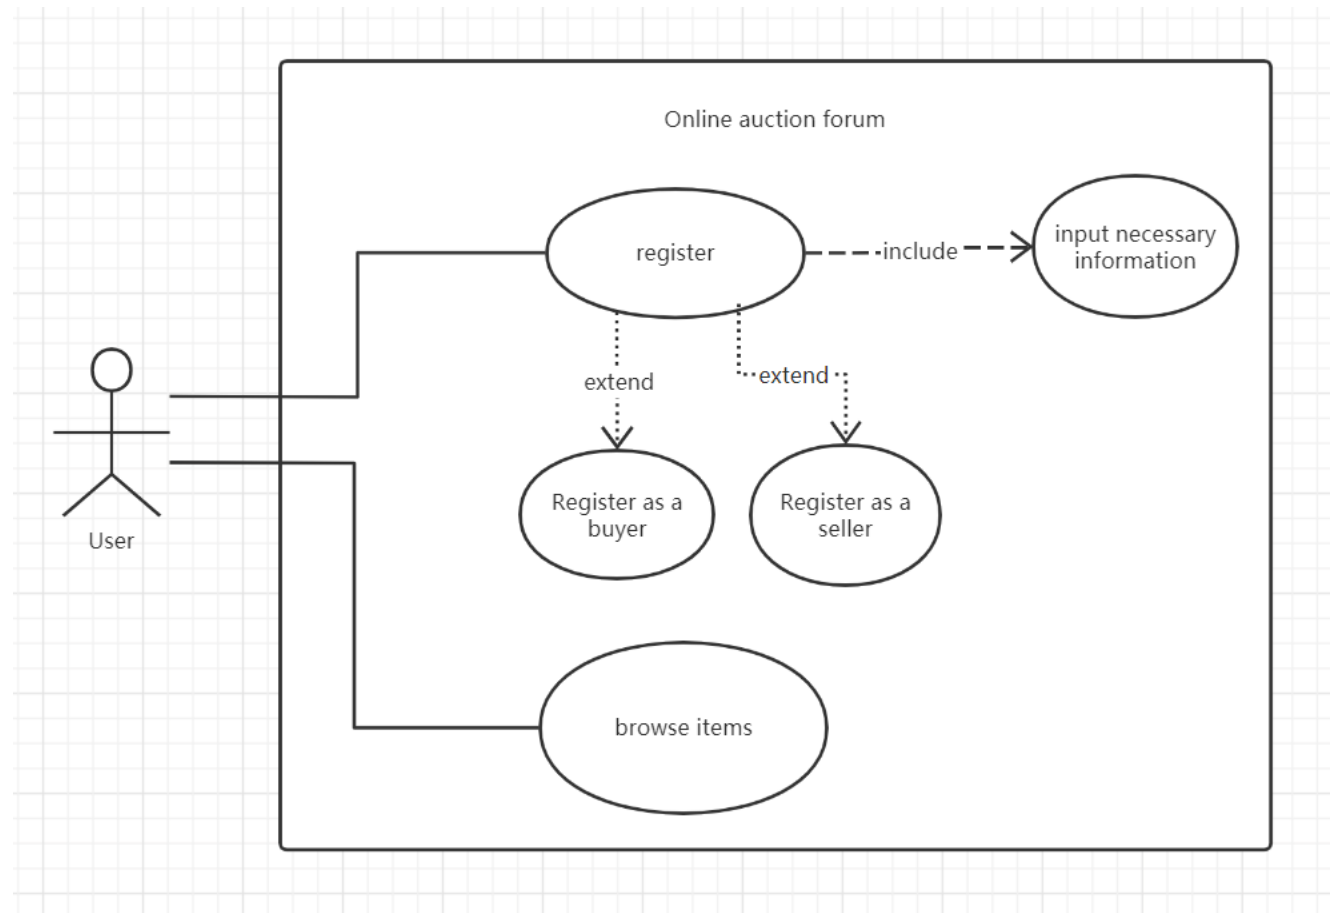 Online auction forum
register
include
input necessary
information
extend
extend
Register as a
buyer
Register as a
seller
User
browse items